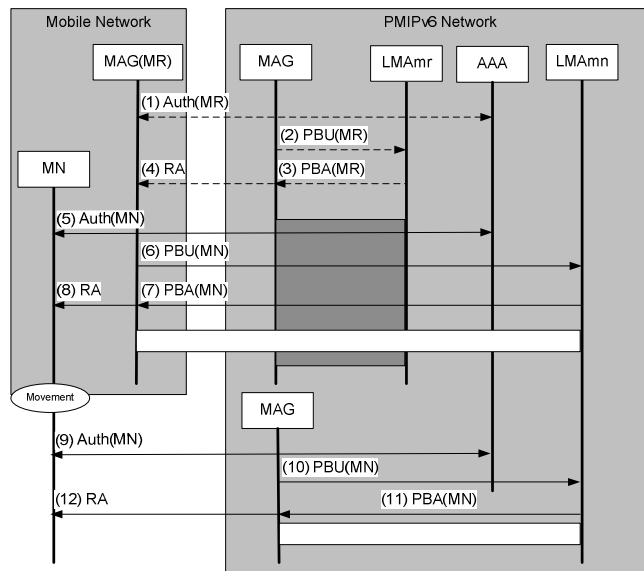 Mobile Network
PMIPv6 Network
MAG(MR)
MAG
LMAmr
AAA
LMAmn
(1) Auth(MR)
(2) PBU(MR)
MN
(4) RA
(3) PBA(MR)
(5) Auth(MN)
(6) PBU(MN)
(8) RA
(7) PBA(MN)
Movement
MAG
(9) Auth(MN)
(10) PBU(MN)
(12) RA
(11) PBA(MN)